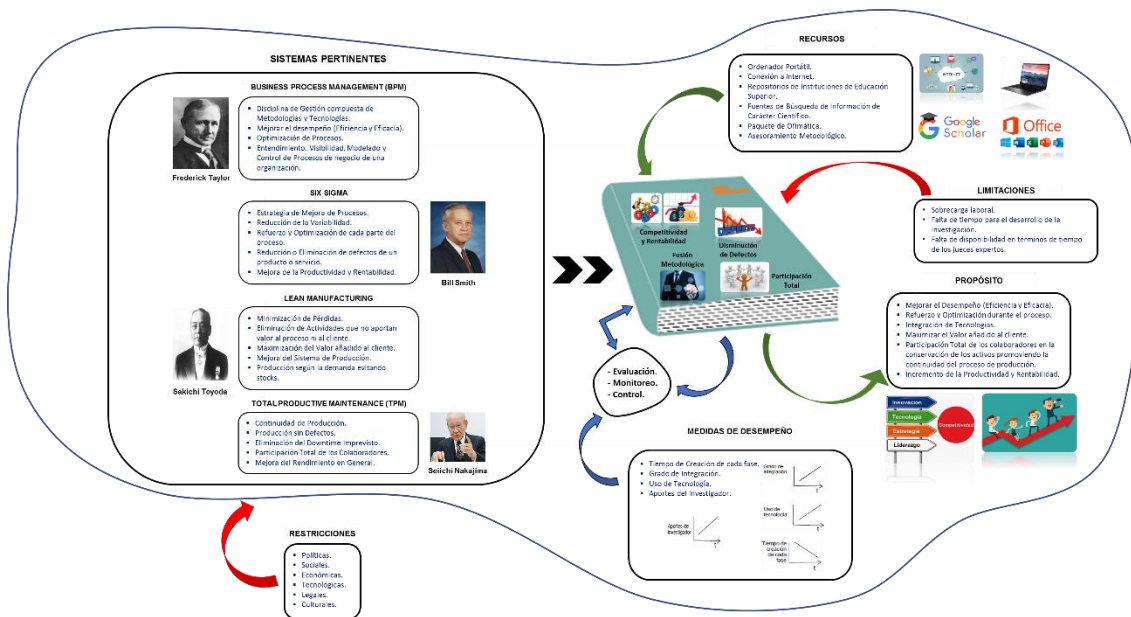 SISTEMAS PERTINENTES
BUSINESS PROCESS MANAGEMENT (BPM)
Disciplina de Gestión compuesta de
Metodologías y Tecnologías.
Mejorar el desempeño (Eficiencia y Eficacia).
Optimización de Procesos.
Entendimiento, Visibilidad, Modelado y
Control de Procesos de negocio de una
organización.
Frederick Taylor
SIX SIGMA
Estrategia de Mejora de Procesos.
Reducción de la Variabilidad.
Refuerzo y Optimización de cada parte del
proceso.
Reducción o Eliminación de defectos de un
producto o servicio.
Mejora de la Productividad y Rentabilidad.
Bill Smith
LEAN MANUFACTURING
Minimización de Pérdidas.
Eliminación de Actividades que no aportan
valor al proceso ni al cliente.
Maximización del Valor añadido al cliente.
Mejora del Sistema de Producción.
Producción según la demanda evitando
stocks.
Sakichi Toyoda
TOTAL PRODUCTIVE MAINTENANCE (TPM)
Continuidad de Producción.
Producción sin Defectos.
Eliminación del Downtime Imprevisto.
Participación Total de los Colaboradores.
Mejora del Rendimiento en General.
Seiichi Nakajima
RESTRICCIONES
Políticas.
Sociales.
Económicas.
Tecnológicas.
Legales.
Culturales.
RECURSOS
Ordenador Portátil.
Conexión a Internet.
Repositorios de Instituciones de Educación
Superior.
Fuentes de Búsqueda de Información de
Carácter Científico.
Paquete de Ofimática.
Asesoramiento Metodológico.
INTERNET
Google
Scholar
Office
Competitividad
y Rentabilidad
Disminución
de Defectos
Fusión
Metodológica
Participación
Total
LIMITACIONES
Sobrecarga laboral.
Falta de tiempo para el desarrollo de la
investigación.
Falta de disponibilidad en términos de tiempo
de los jueces expertos.
PROPÓSITO
Mejorar el Desempeño (Eficiencia y Eficacia).
Refuerzo y Optimización durante el proceso.
Integración de Tecnologías.
Maximizar el Valor añadido al cliente.
Participación Total de los colaboradores en la
conservación de los activos promoviendo la
continuidad del proceso de producción.
Incremento de la Productividad y Rentabilidad.
Innovación
Tecnología
Estrategia
Liderazgo
Competitividad
- Evaluación.
- Monitoreo.
- Control.
MEDIDAS DE DESEMPEÑO
Tiempo de Creación de cada fase.
Grado de Integración.
Uso de Tecnología.
Aportes del Investigador.
Grado de
Integración
t
Uso de
tecnología
t
Aportes de
Investigador
t
Tiempo de
creación
de cada
fase
t